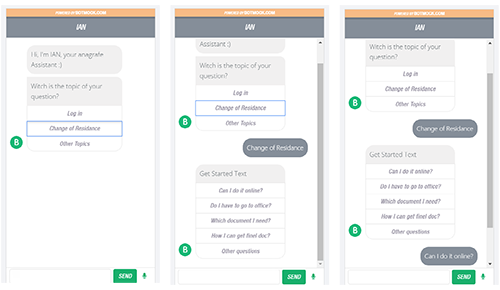 POWERED BY BOTMOCK.COM
IAN
Hi, I'm IAN, your anagrafe
Assistant :)
Witch is the topic of your
question?
Log in
Change of Residance
Other Topics
B
SEND
POWERED BY BOTMOCK.COM
IAN
Assistant :)
Witch is the topic of your
question?
Log in
Change of Residance
Other Topics
B
Change of Residance
Get Started Text
Can I do it online?
Do I have to go to office?
Which document I need?
How I can get finel doc?
Other questions
B
SEND
POWERED BY BOTMOCK.COM
IAN
Witch is the topic of your
question?
Log in
Change of Residance
Other Topics
B
Change of Residance
Get Started Text
Can I do it online?
Do I have to go to office?
Which document I need?
How I can get finel doc?
Other questions
B
Can I do it online?
SEND